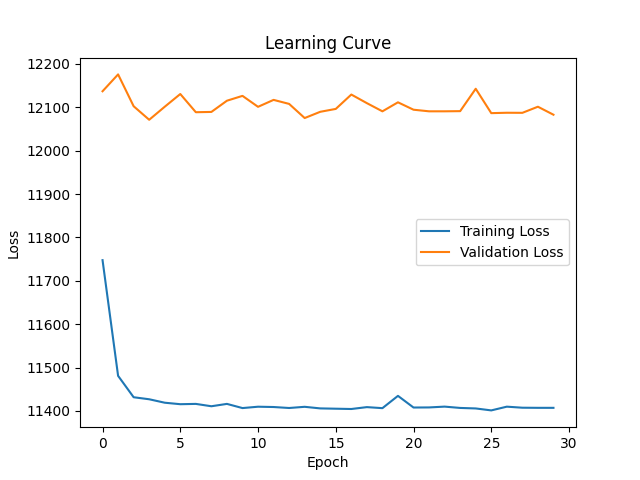 Learning Curve
12200
12100
12000
11900
11800
11700
11600
11500
11400
Loss
Training Loss
Validation Loss
0 5 10 15 20 25 30
Epoch